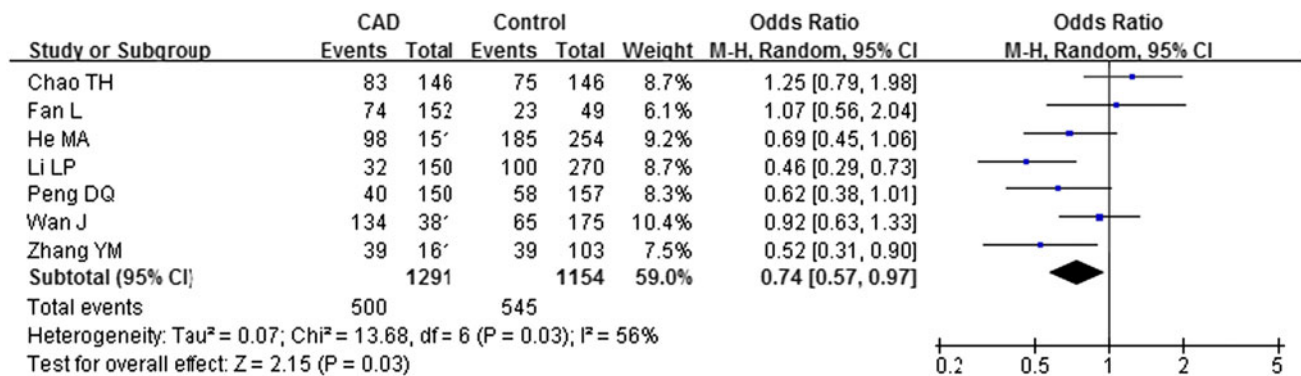 CAD Control Odds Ratio Odds Ratio
Study or Subgroup Events Total Events Total Weight M-H, Random, 95% CI M-H, Random, 95% CI
Chao TH 83 146 75 146 8.7% 1.25 [0.79, 1.98]
Fan L 74 152 23 49 6.1% 1.07 [0.56, 2.04]
He MA 98 185 254 9.2% 0.69 [0.45, 1.06]
Li LP 32 150 100 270 8.7% 0.46 [0.29, 0.73]
Peng DQ 40 150 58 157 8.3% 0.62 [0.38, 1.01]
Wan J 134 65 175 10.4% 0.92 [0.63, 1.33]
Zhang YM 39 39 103 7.5% 0.52 [0.31, 0.90]
Subtotal (95% CI) 1291 1154 59.0% 0.74 [0.57, 0.97]
Total events 500 545
Heterogeneity: Tau² = 0.07; Chi² = 13.68, df = 6 (P = 0.03); I² = 56%
Test for overall effect: Z = 2.15 (P = 0.03)
0.2 0.5 1 2 5